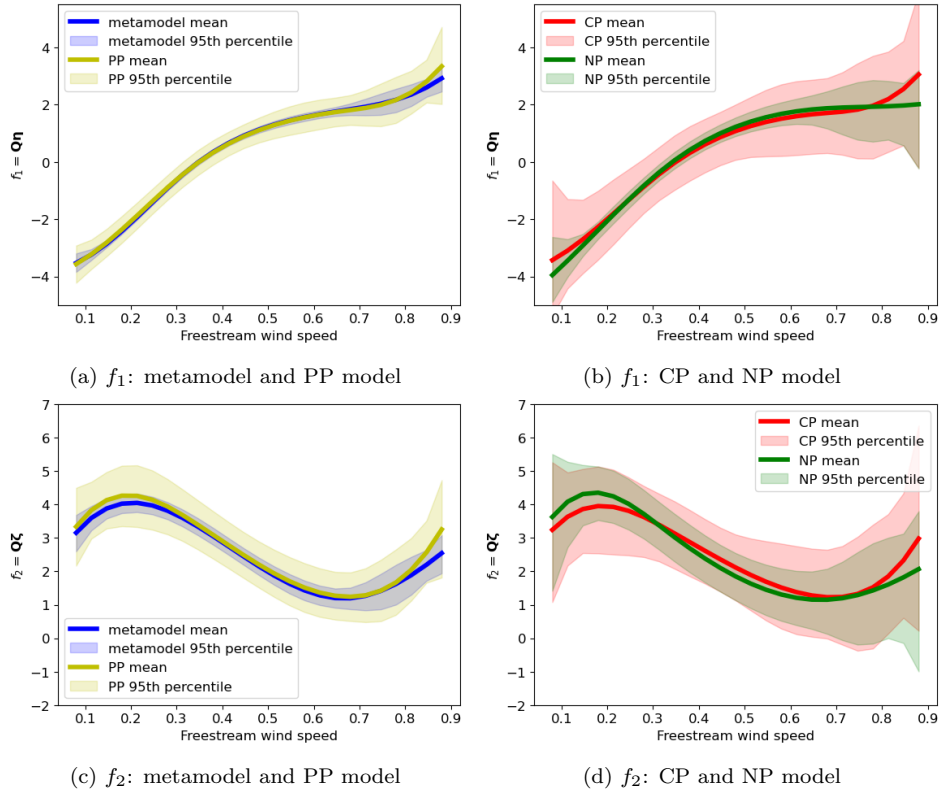 metamodel mean
metamodel 95th percentile
PP mean
PP 95th percentile
4
2
0
−2
−4
f₁ = Qη
0.1 0.2 0.3 0.4 0.5 0.6 0.7 0.8 0.9
Freestream wind speed
(a) f₁: metamodel and PP model
CP mean
CP 95th percentile
NP mean
NP 95th percentile
4
2
0
−2
−4
f₁ = Qη
0.1 0.2 0.3 0.4 0.5 0.6 0.7 0.8 0.9
Freestream wind speed
(b) f₁: CP and NP model
7
6
5
4
3
2
1
0
−1
−2
f₂ = Qζ
metamodel mean
metamodel 95th percentile
PP mean
PP 95th percentile
0.1 0.2 0.3 0.4 0.5 0.6 0.7 0.8 0.9
Freestream wind speed
(c) f₂: metamodel and PP model
CP mean
CP 95th percentile
NP mean
NP 95th percentile
7
6
5
4
3
2
1
0
−1
−2
f₂ = Qζ
0.1 0.2 0.3 0.4 0.5 0.6 0.7 0.8 0.9
Freestream wind speed
(d) f₂: CP and NP model